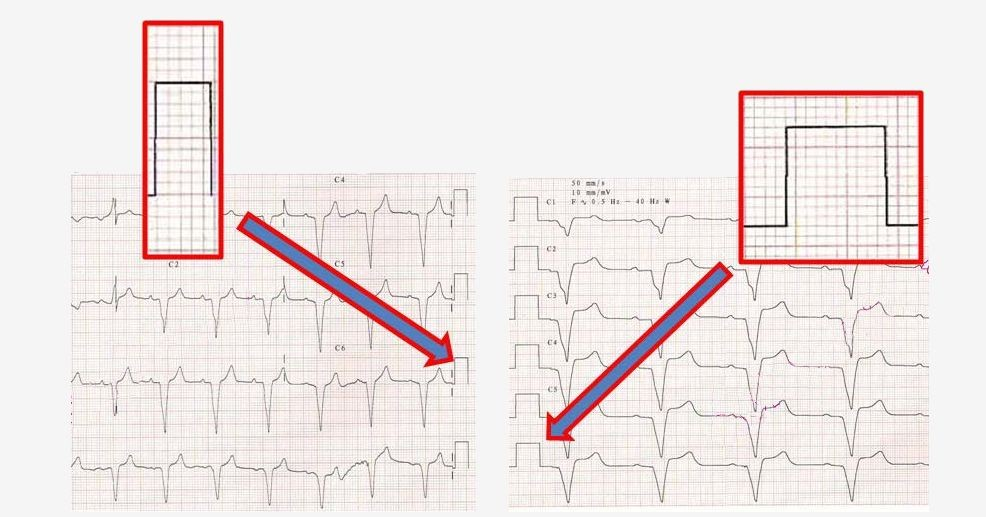 C4
C2
C5
C6
50 mm/s
10 mm/mV
C1 F ∿ 0.5 Hz — 40 Hz W
C2
C3
C4
C5